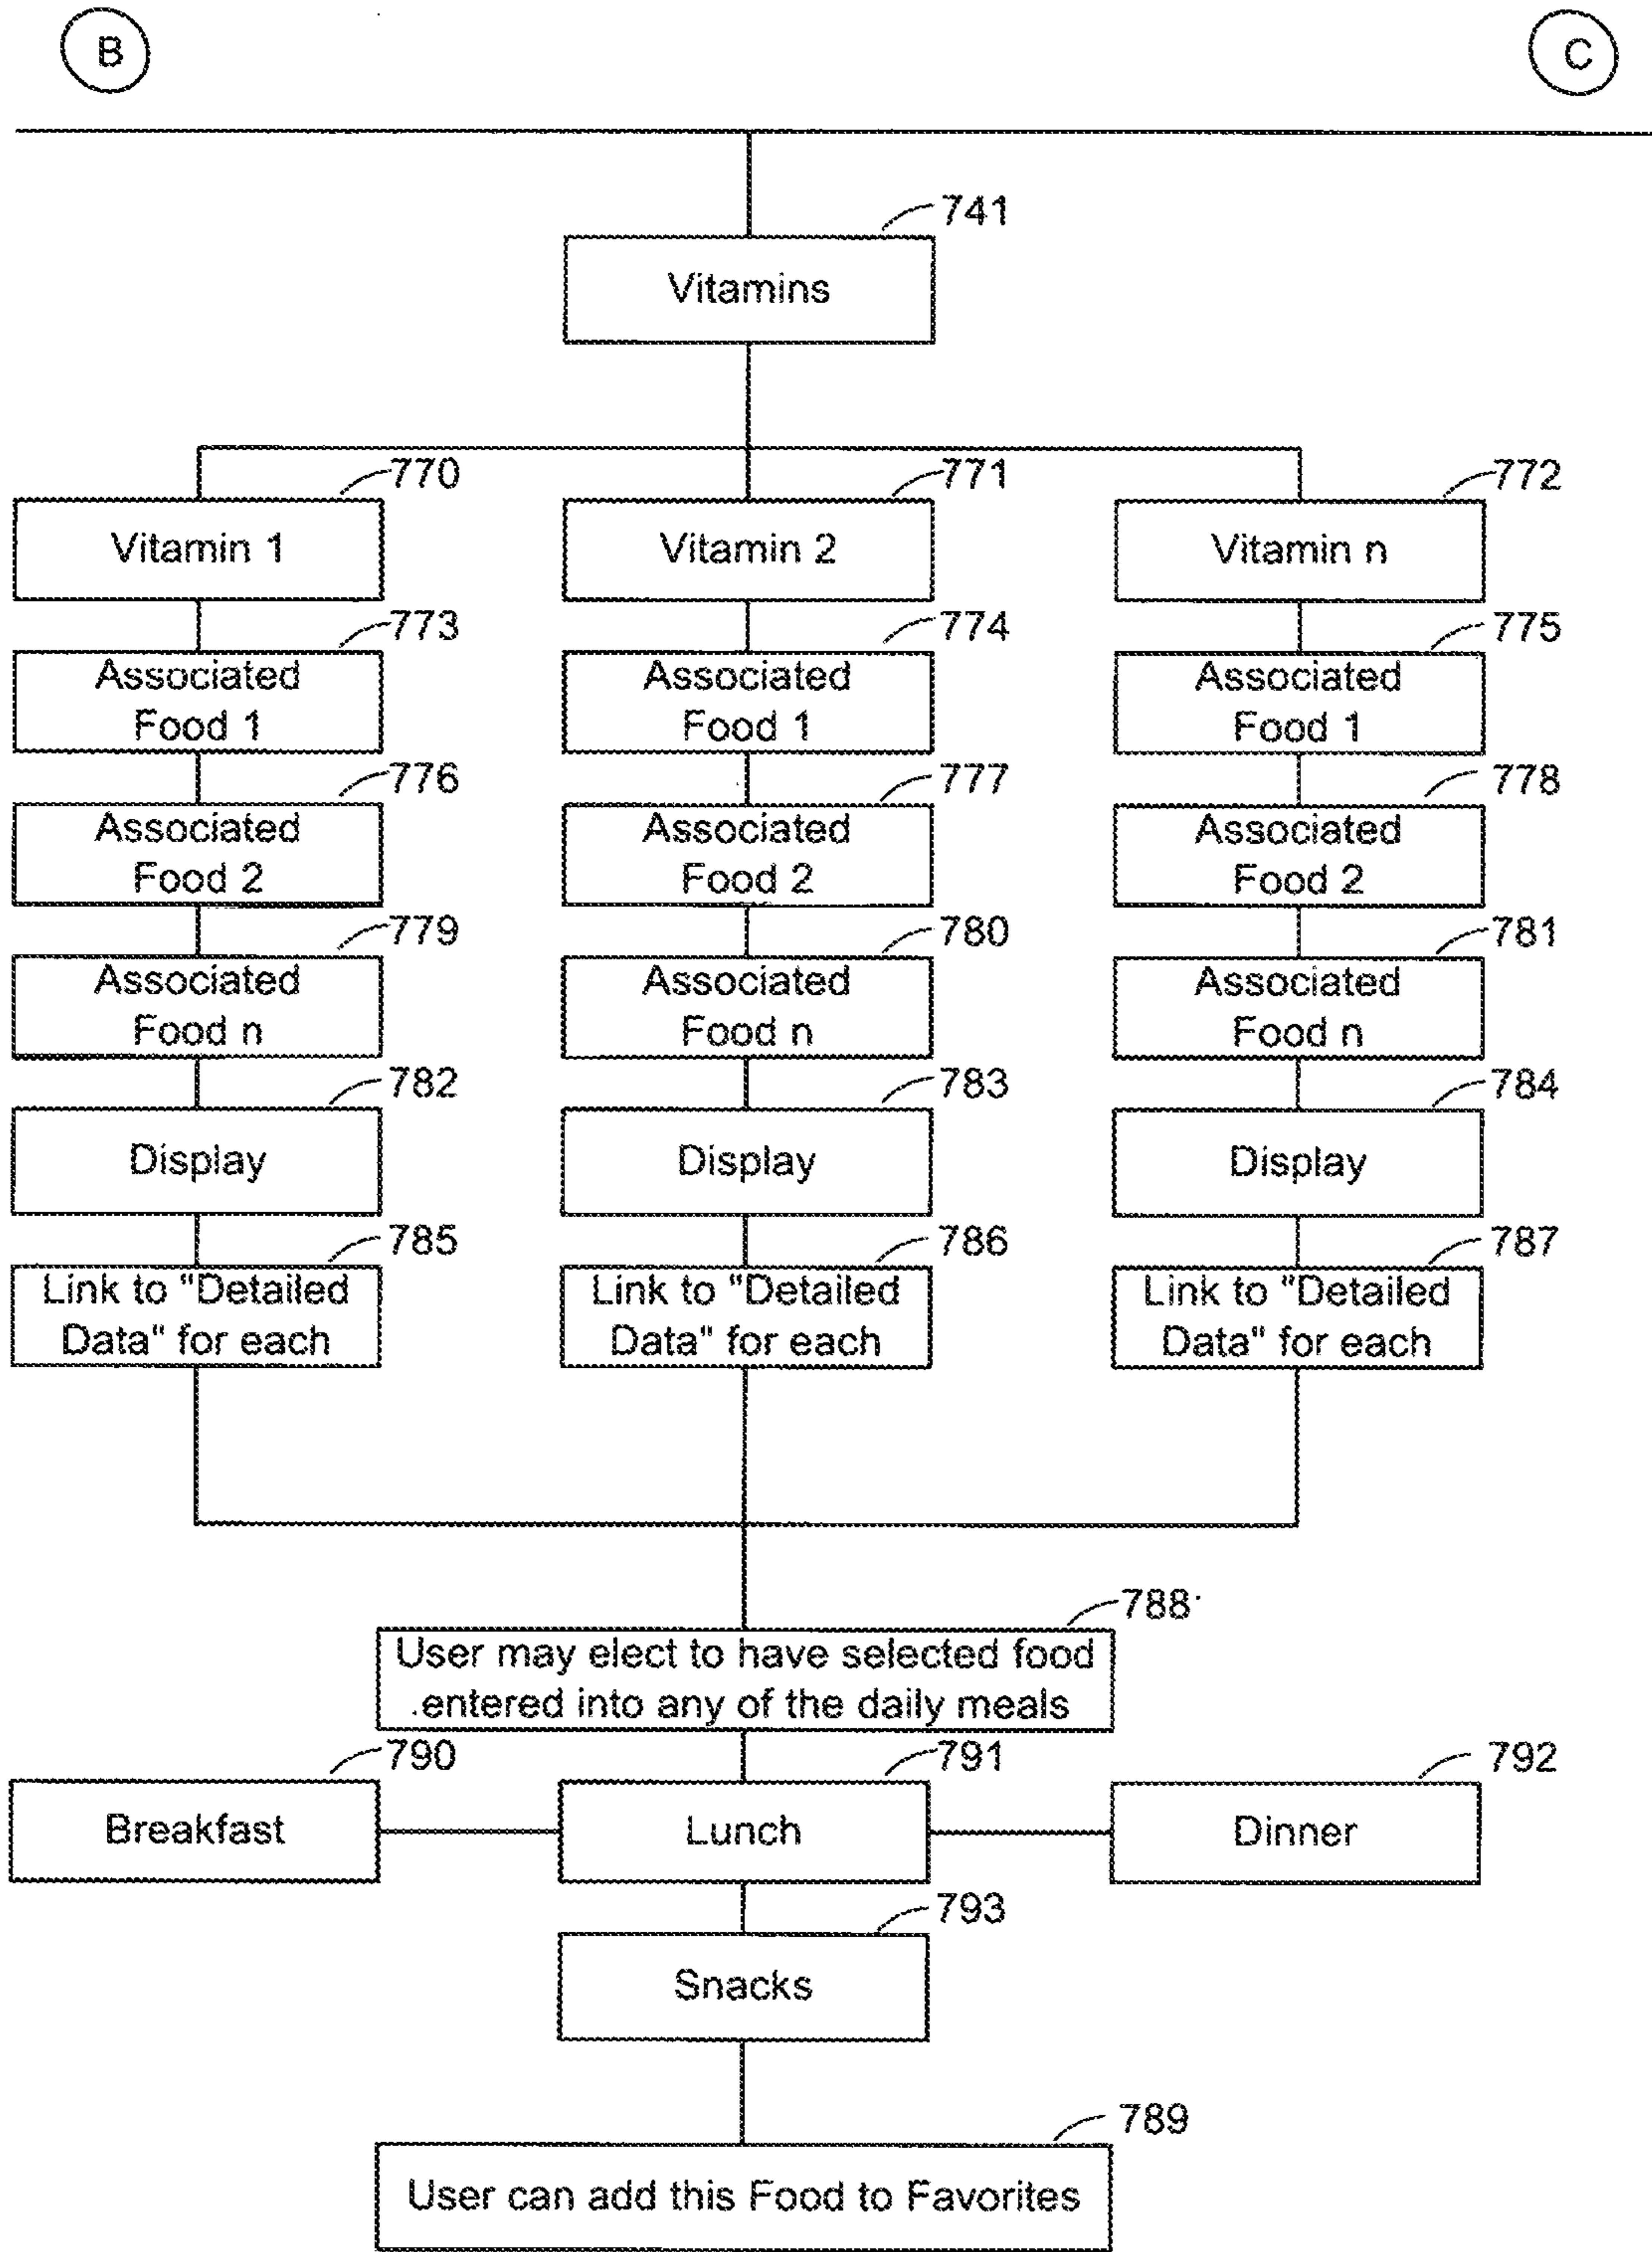 B
C
741
Vitamins
770
771
772
Vitamin 1
Vitamin 2
Vitamin n
773
774
775
Associated
Food 1
Associated
Food 1
Associated
Food 1
776
777
778
Associated
Food 2
Associated
Food 2
Associated
Food 2
779
780
781
Associated
Food n
Associated
Food n
Associated
Food n
782
783
784
Display
Display
Display
785
786
787
Link to "Detailed
Data" for each
Link to "Detailed
Data" for each
Link to "Detailed
Data" for each
788
User may elect to have selected food
entered into any of the daily meals
790
791
792
Breakfast
Lunch
Dinner
793
Snacks
789
User can add this Food to Favorites